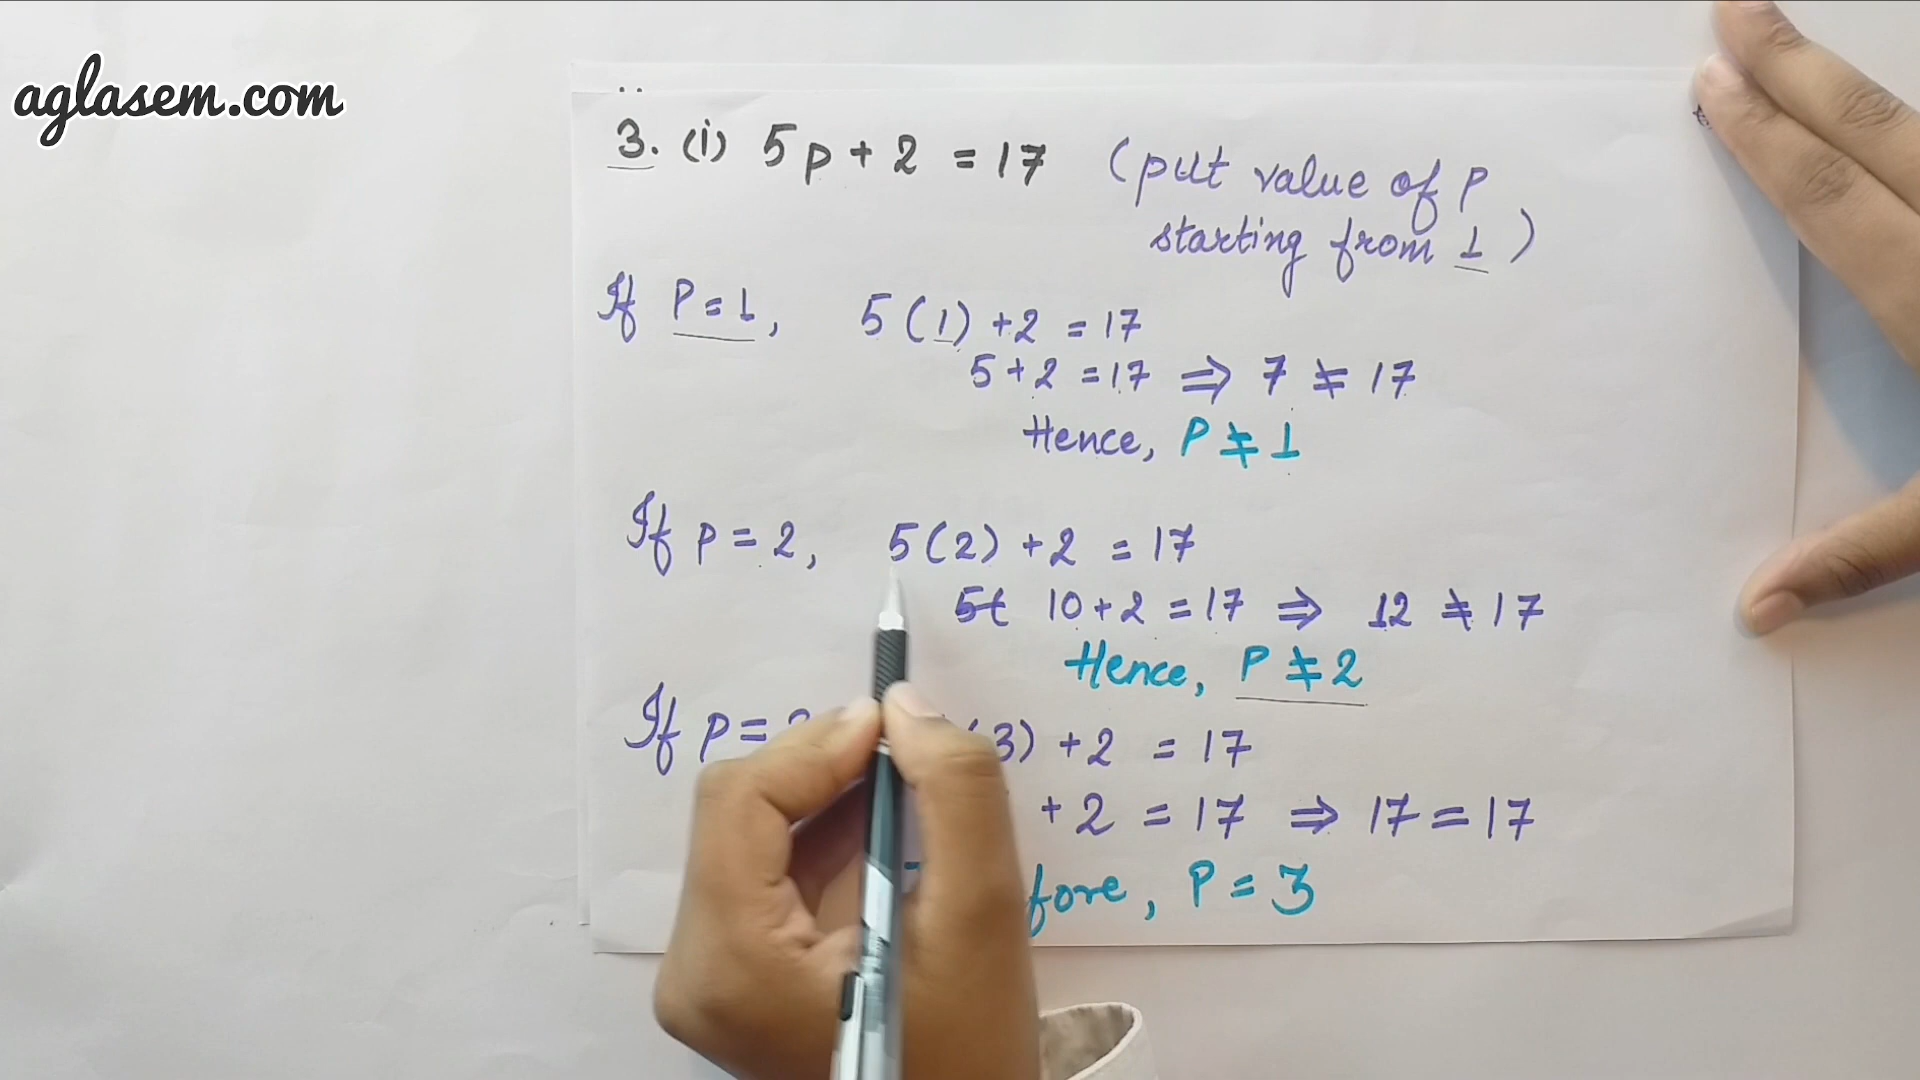 aglasem.com
3. (i) 5p + 2 = 17 (put value of P
starting from 1)
If P = 1, 5(1) + 2 = 17
5 + 2 = 17 ⇒ 7 ≠ 17
Hence, P ≠ 1
If p = 2, 5(2) + 2 = 17
10 + 2 = 17 ⇒ 12 ≠ 17
Hence, P ≠ 2
If p = (3) + 2 = 17
+ 2 = 17 ⇒ 17 = 17
fore, P = 3